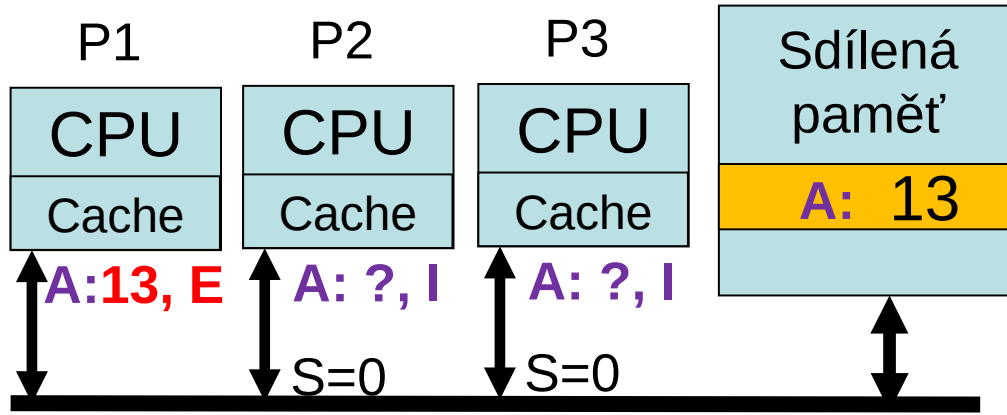 P1
CPU
Cache
A:13, E
P2
CPU
Cache
A: ?, I
S=0
P3
CPU
Cache
A: ?, I
S=0
Sdílená
paměť
A: 13